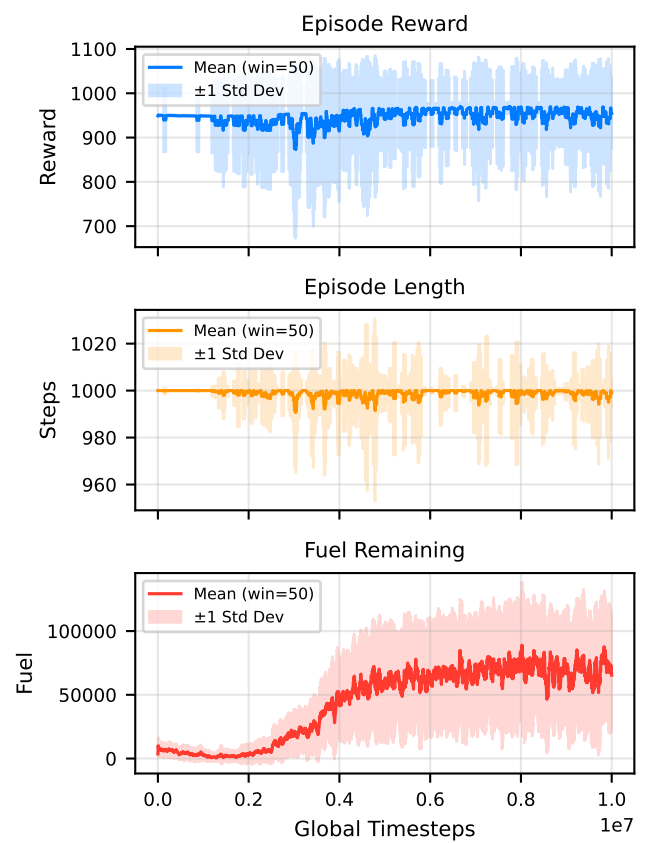 Episode Reward
1100
1000
900
800
700
Reward
Mean (win=50)
±1 Std Dev
Episode Length
1020
1000
980
960
Steps
Mean (win=50)
±1 Std Dev
Fuel Remaining
100000
50000
0
Fuel
Mean (win=50)
±1 Std Dev
0.0 0.2 0.4 0.6 0.8 1.0
1e7
Global Timesteps